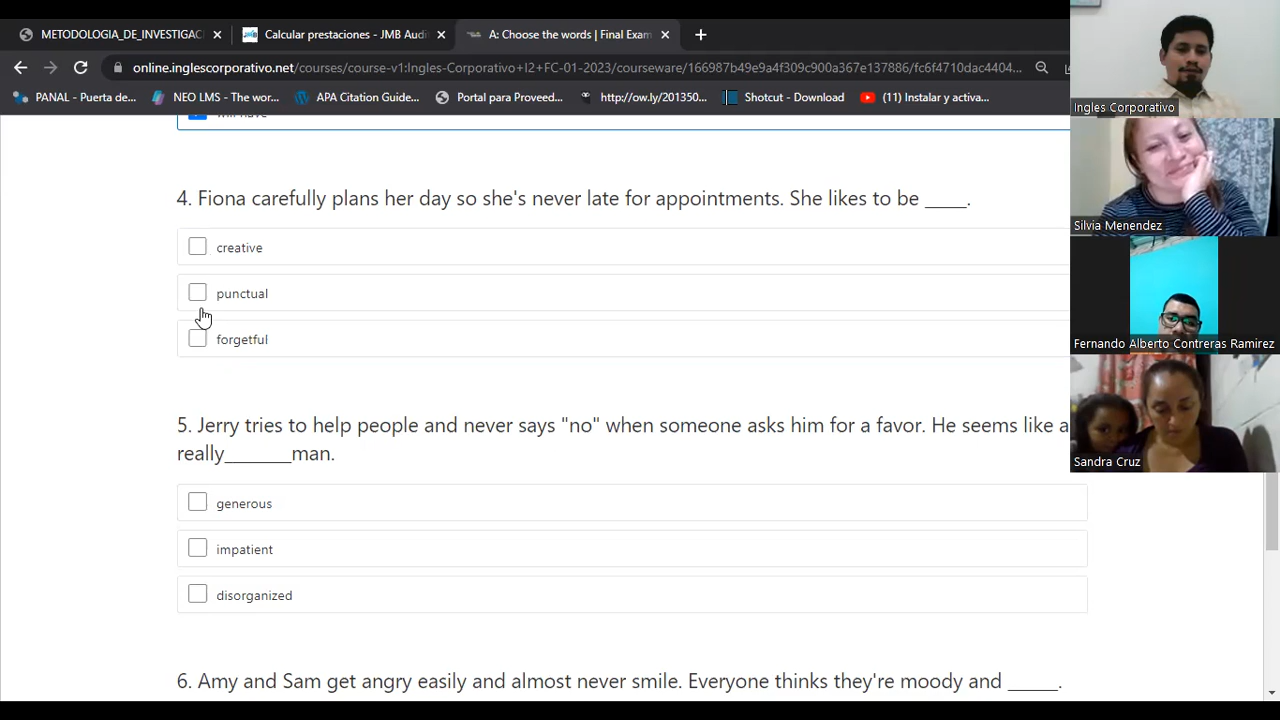 METODOLOGIA_DE_INVESTIGAC
Calcular prestaciones - JMB Audi
A: Choose the words | Final Exam
online.inglescorporativo.net/courses/course-v1:Ingles-Corporativo+I2+FC-01-2023/courseware/166987b49e9a4f309c900a367e137886/fc6f4710dac4404...
PANAL - Puerta de...
NEO LMS - The wor...
APA Citation Guide...
Portal para Proveed...
http://ow.ly/201350...
Shotcut - Download
(11) Instalar y activa...
will have
4. Fiona carefully plans her day so she's never late for appointments. She likes to be _____.
creative
punctual
forgetful
5. Jerry tries to help people and never says "no" when someone asks him for a favor. He seems like a
really________man.
generous
impatient
disorganized
6. Amy and Sam get angry easily and almost never smile. Everyone thinks they're moody and ______.
Ingles Corporativo
Silvia Menendez
Fernando Alberto Contreras Ramirez
Sandra Cruz